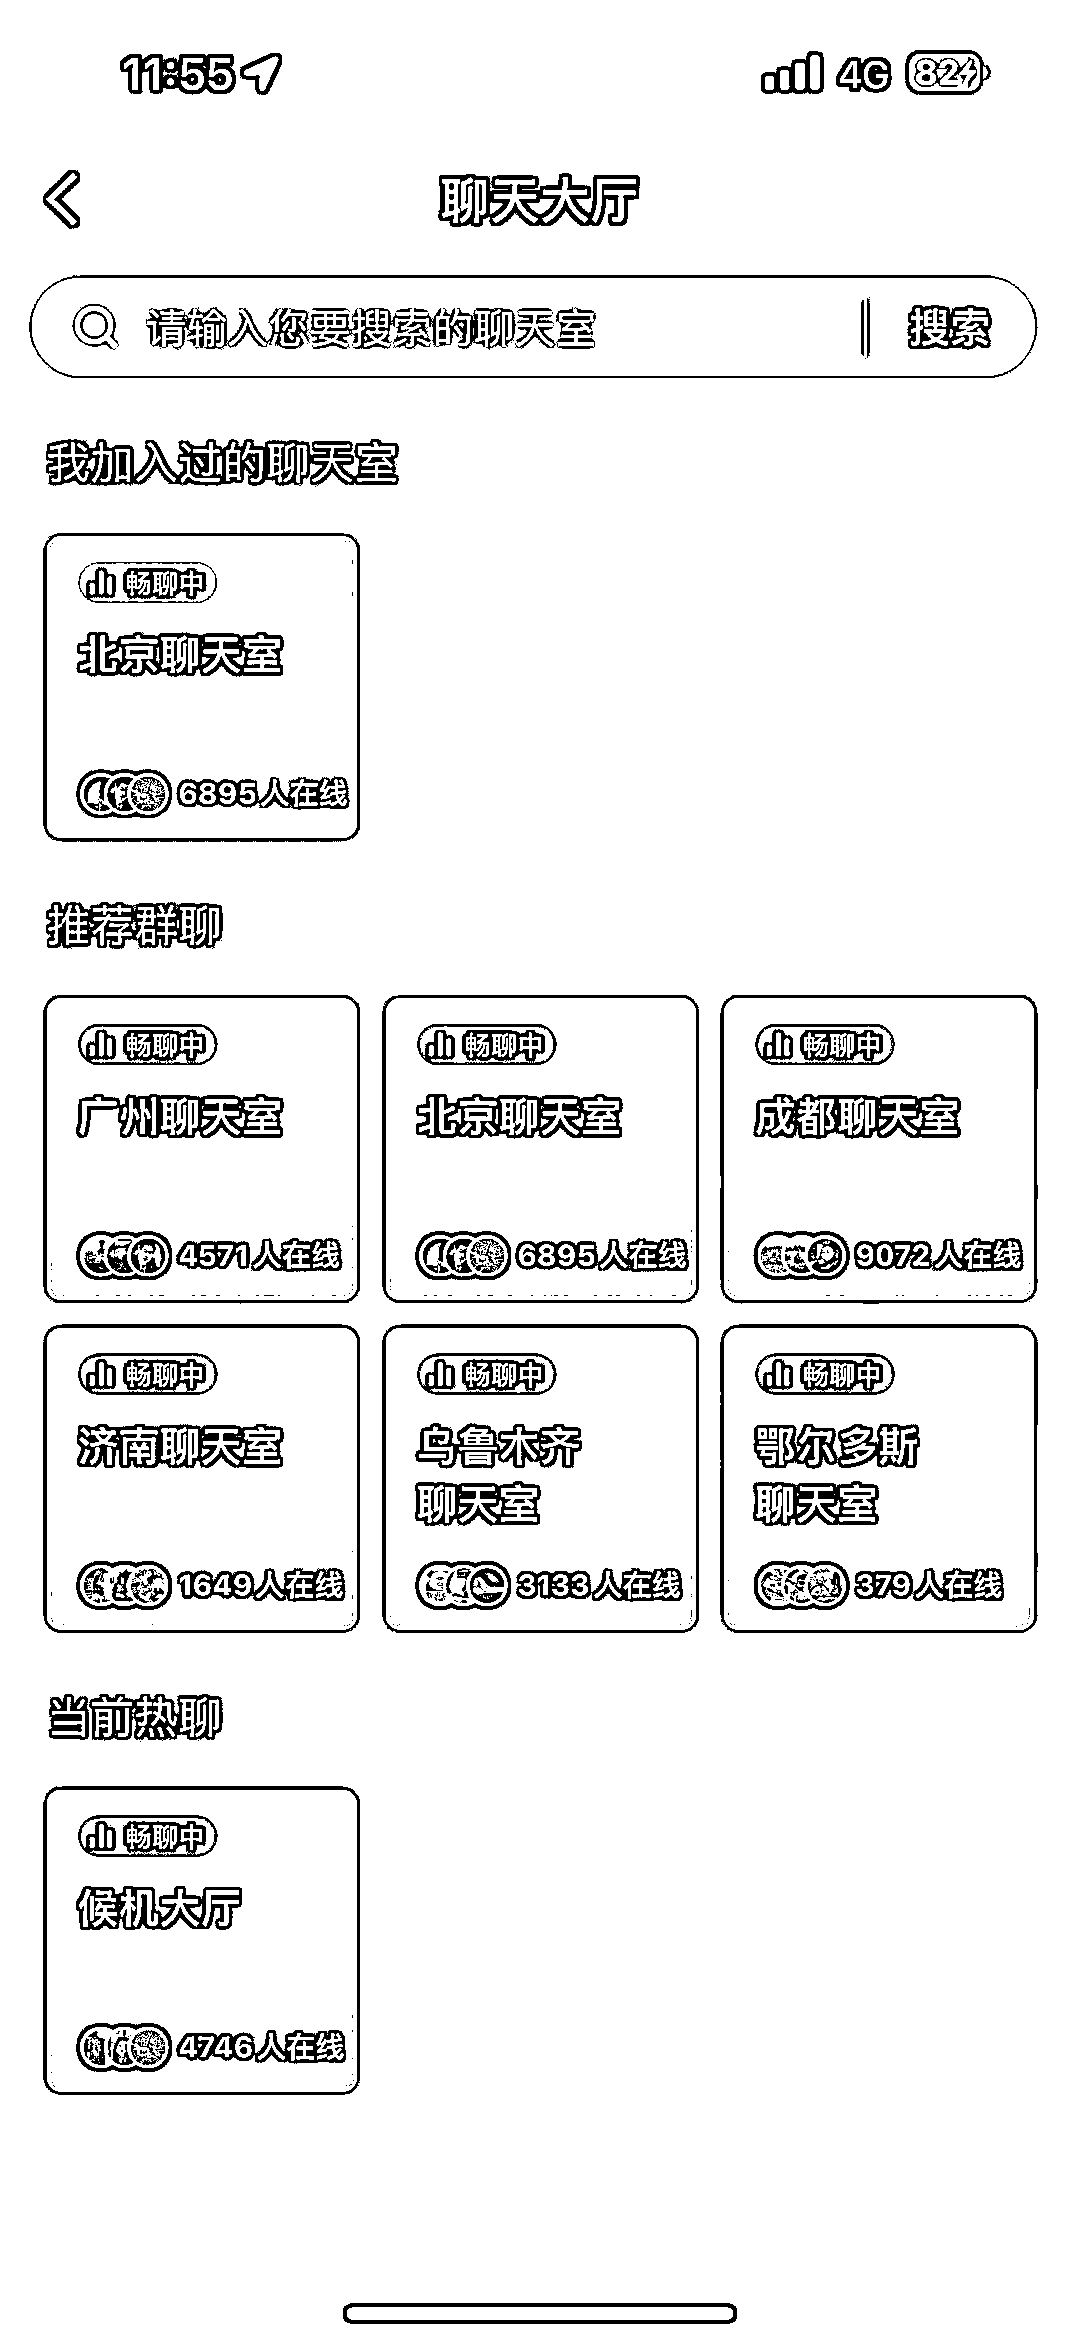 11:55 4G 82
聊天大厅
请输入您要搜索的聊天室 搜索
我加入过的聊天室
畅聊中
北京聊天室
6895人在线
推荐群聊
畅聊中 畅聊中 畅聊中
广州聊天室 北京聊天室 成都聊天室
4571人在线 6895人在线 9072人在线
畅聊中 畅聊中 畅聊中
济南聊天室 乌鲁木齐 鄂尔多斯
聊天室 聊天室
1649人在线 3133人在线 379人在线
当前热聊
畅聊中
候机大厅
4746人在线